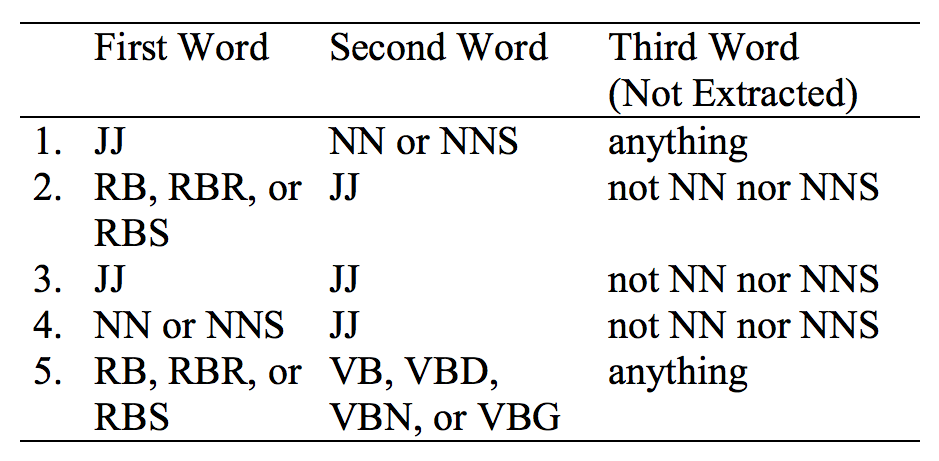 First Word Second Word Third Word
(Not Extracted)
1. JJ NN or NNS anything
2. RB, RBR, or JJ not NN nor NNS
RBS
3. JJ JJ not NN nor NNS
4. NN or NNS JJ not NN nor NNS
5. RB, RBR, or VB, VBD, anything
RBS VBN, or VBG